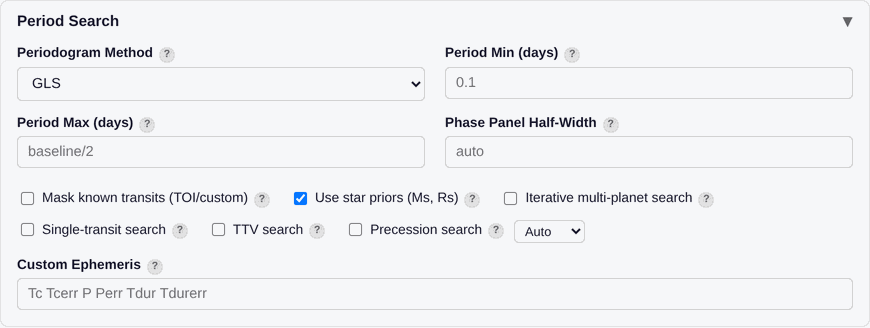 Period Search ▼
Periodogram Method ? Period Min (days) ?
GLS 0.1
Period Max (days) ? Phase Panel Half-Width ?
baseline/2 auto
Mask known transits (TOI/custom) ? Use star priors (Ms, Rs) ? Iterative multi-planet search ?
Single-transit search ? TTV search ? Precession search ? Auto
Custom Ephemeris ?
Tc Tcerr P Perr Tdur Tdurerr